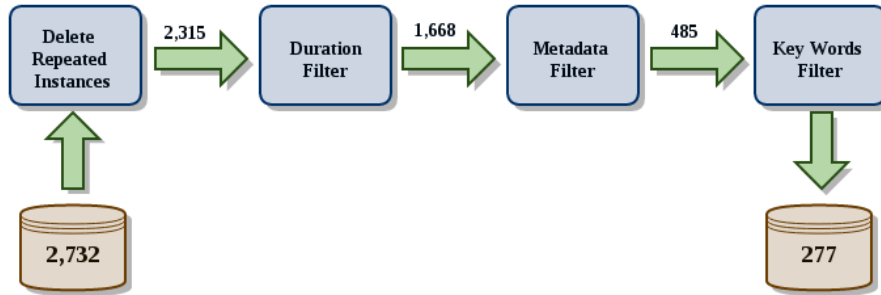 Delete
Repeated
Instances
2,315
Duration
Filter
1,668
Metadata
Filter
485
Key Words
Filter
2,732
277